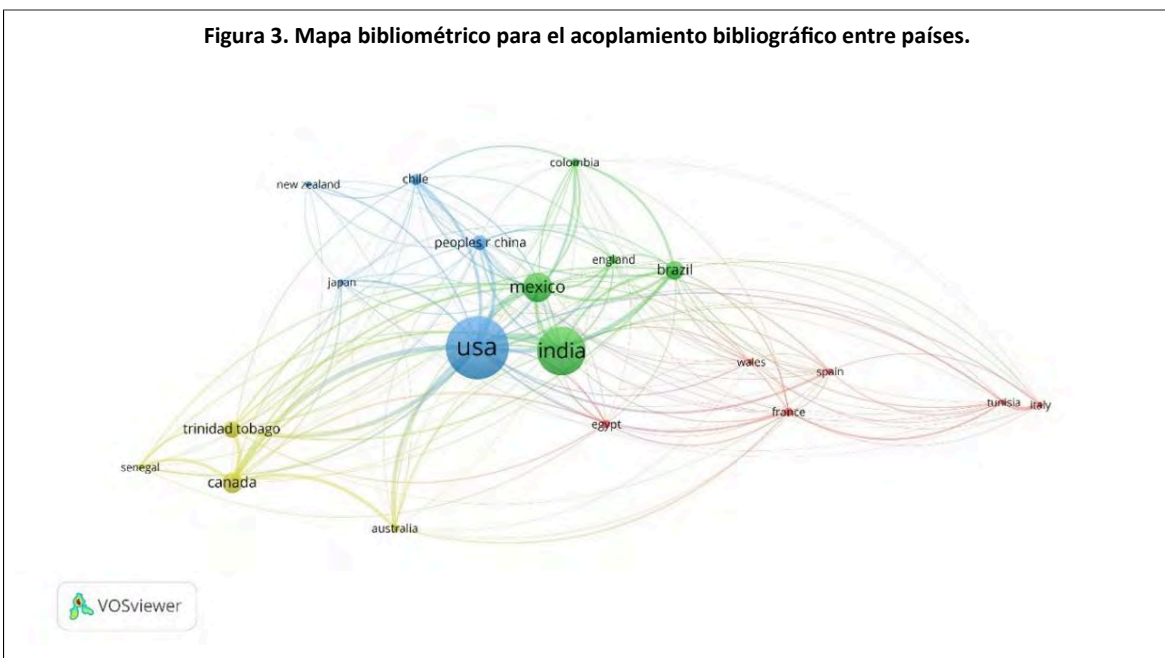 Figura 3. Mapa bibliométrico para el acoplamiento bibliográfico entre países.
colombia
new zealand
chile
peoples r china
england
brazil
japan
mexico
usa
india
wales
spain
tunisia
italy
france
egypt
trinidad tobago
senegal
canada
australia
VOSviewer